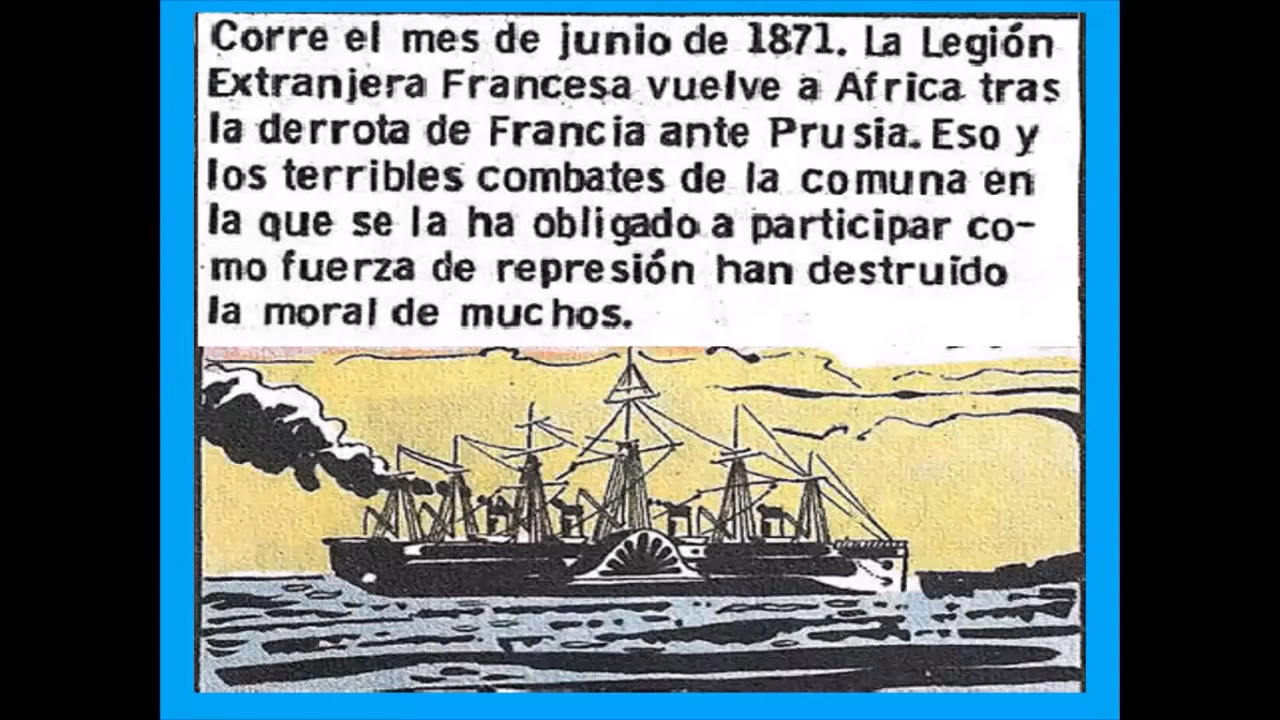 Corre el mes de junio de 1871. La Legión
Extranjera Francesa vuelve a Africa tras
la derrota de Francia ante Prusia. Eso y
los terribles combates de la comuna en
la que se la ha obligado a participar co-
mo fuerza de represión han destruido
la moral de muchos.